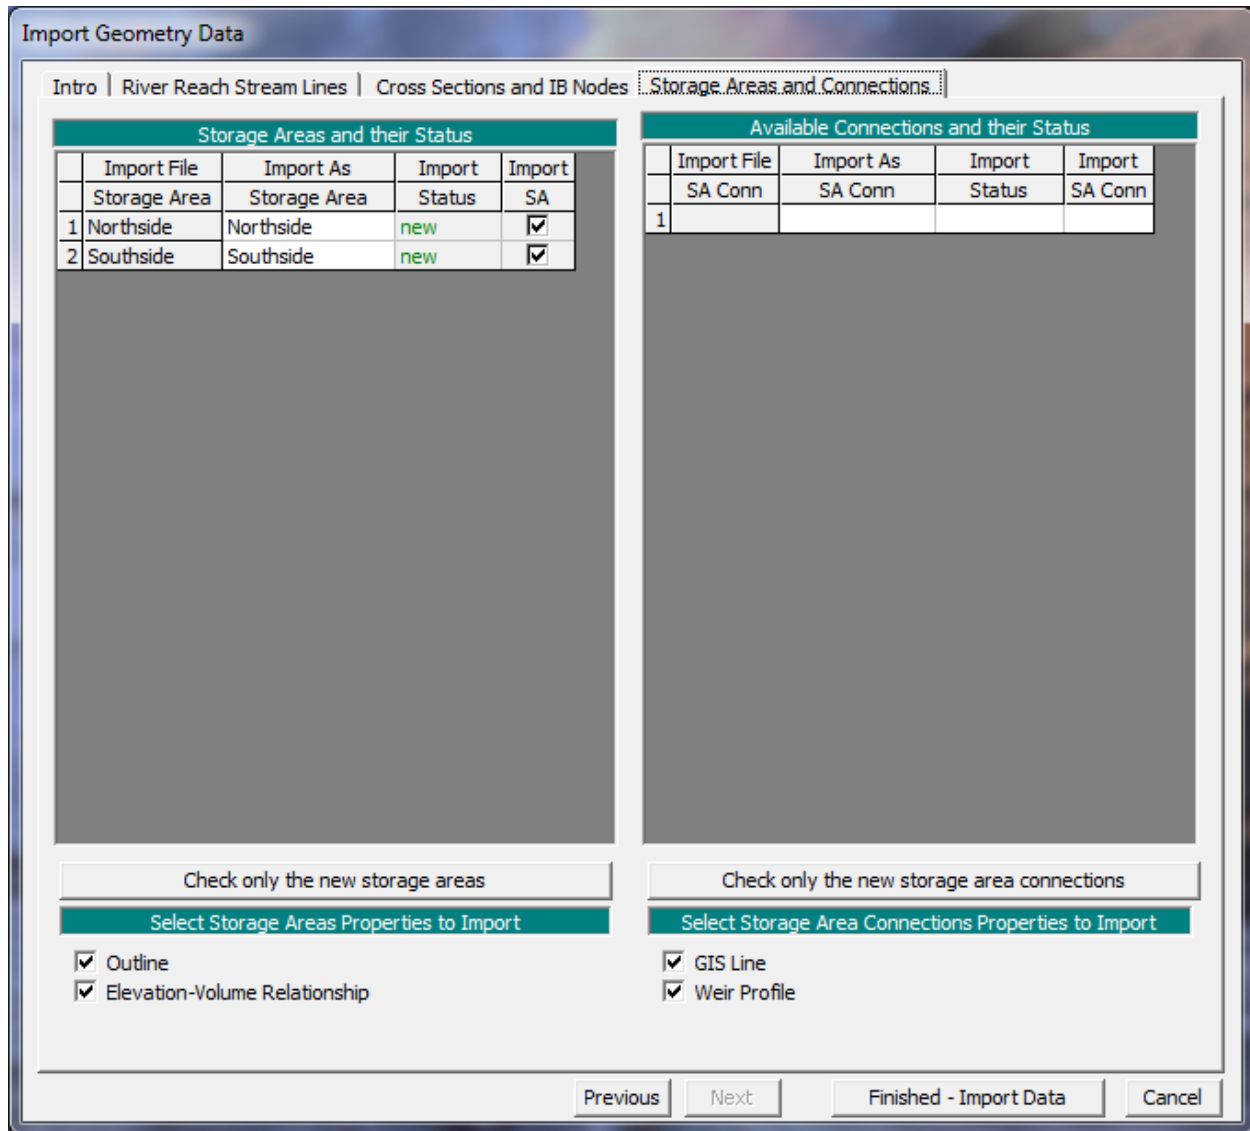 Import Geometry Data
Intro River Reach Stream Lines Cross Sections and IB Nodes Storage Areas and Connections
Storage Areas and their Status
Import File Import As Import Import
Storage Area Storage Area Status SA
1 Northside Northside new
2 Southside Southside new
Check only the new storage areas
Select Storage Areas Properties to Import
Outline
Elevation-Volume Relationship
Available Connections and their Status
Import File Import As Import Import
SA Conn SA Conn Status SA Conn
1
Check only the new storage area connections
Select Storage Area Connections Properties to Import
GIS Line
Weir Profile
Previous Next Finished - Import Data Cancel